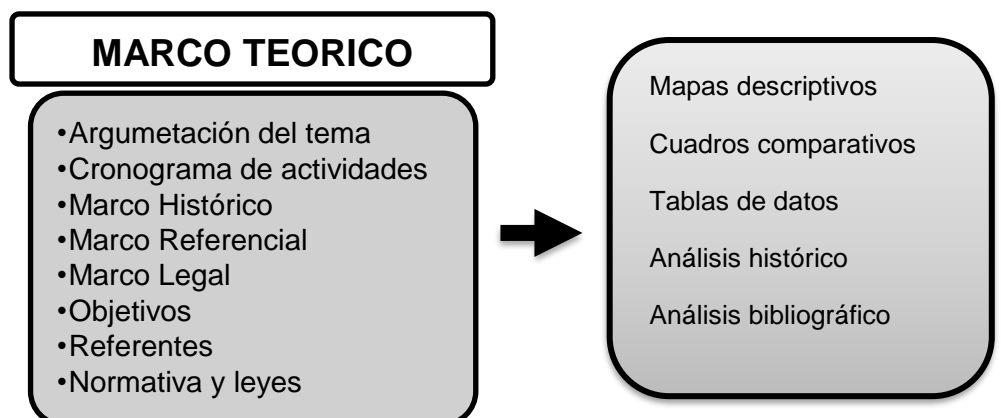 MARCO TEORICO
•Argumetación del tema
•Cronograma de actividades
•Marco Histórico
•Marco Referencial
•Marco Legal
•Objetivos
•Referentes
•Normativa y leyes
Mapas descriptivos
Cuadros comparativos
Tablas de datos
Análisis histórico
Análisis bibliográfico